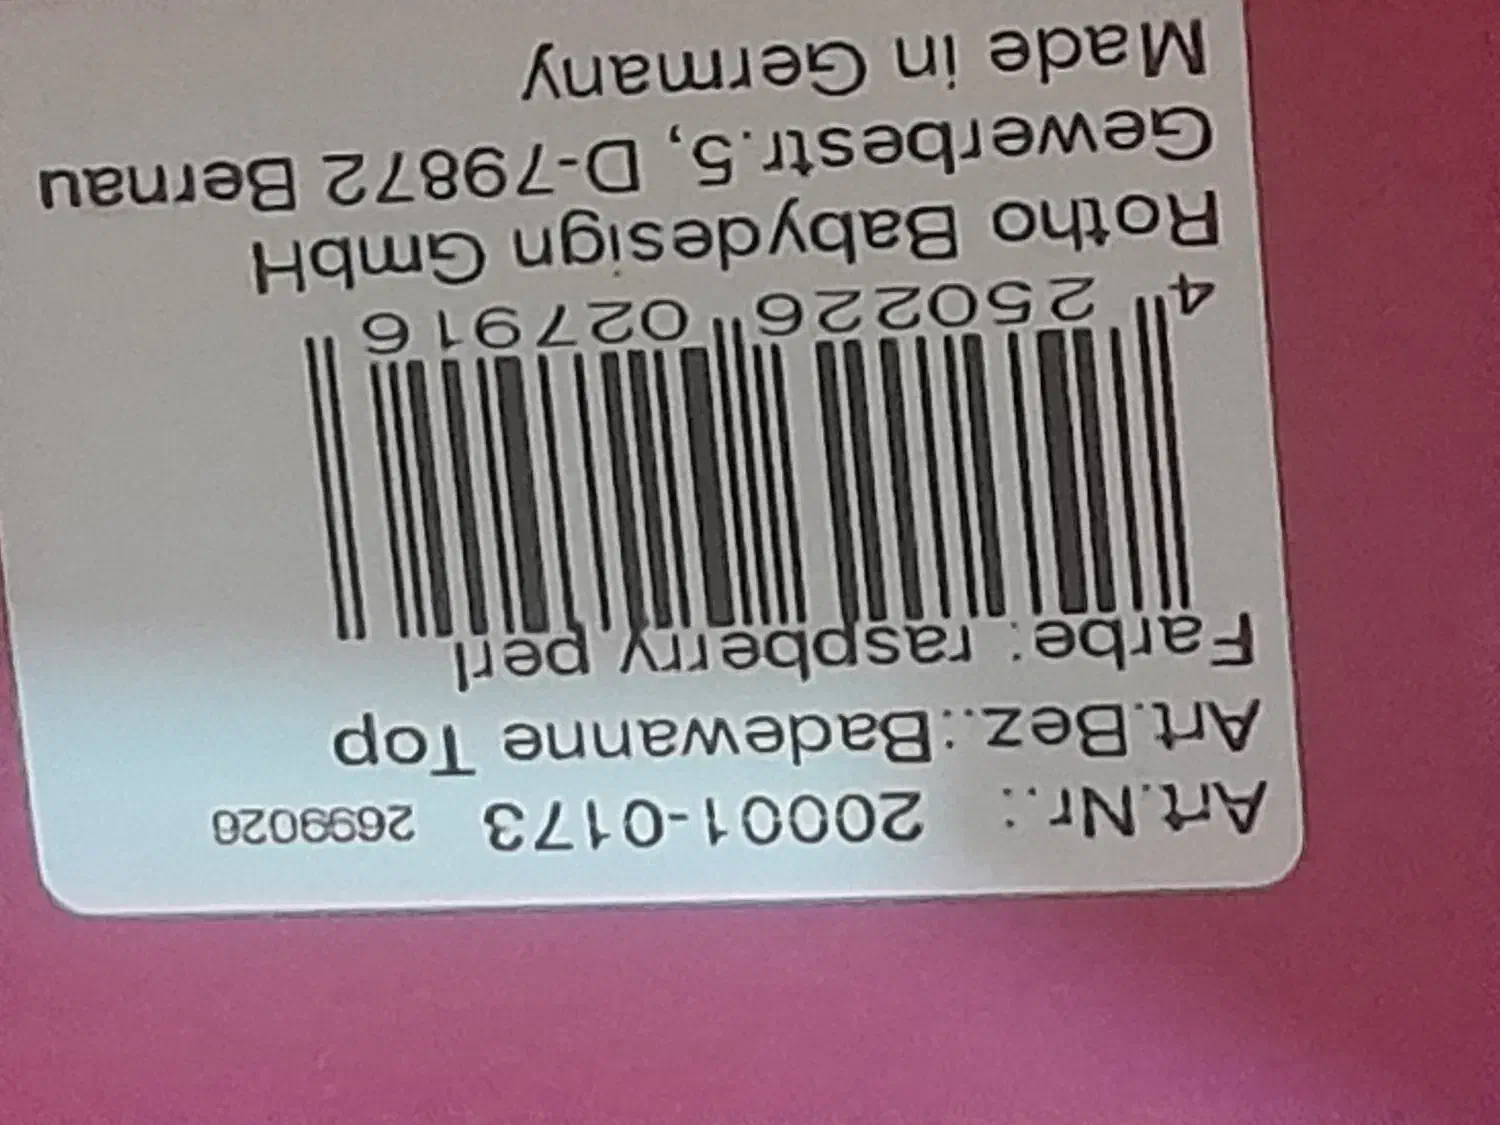 Art.Nr.: 20001-0173 2699026
Art.Bez.:Badewanne Top
Farbe: raspberry perl
4 250226 027916
Rotho Babydesign GmbH
Gewerbestr.5, D-79872 Bernau
Made in Germany